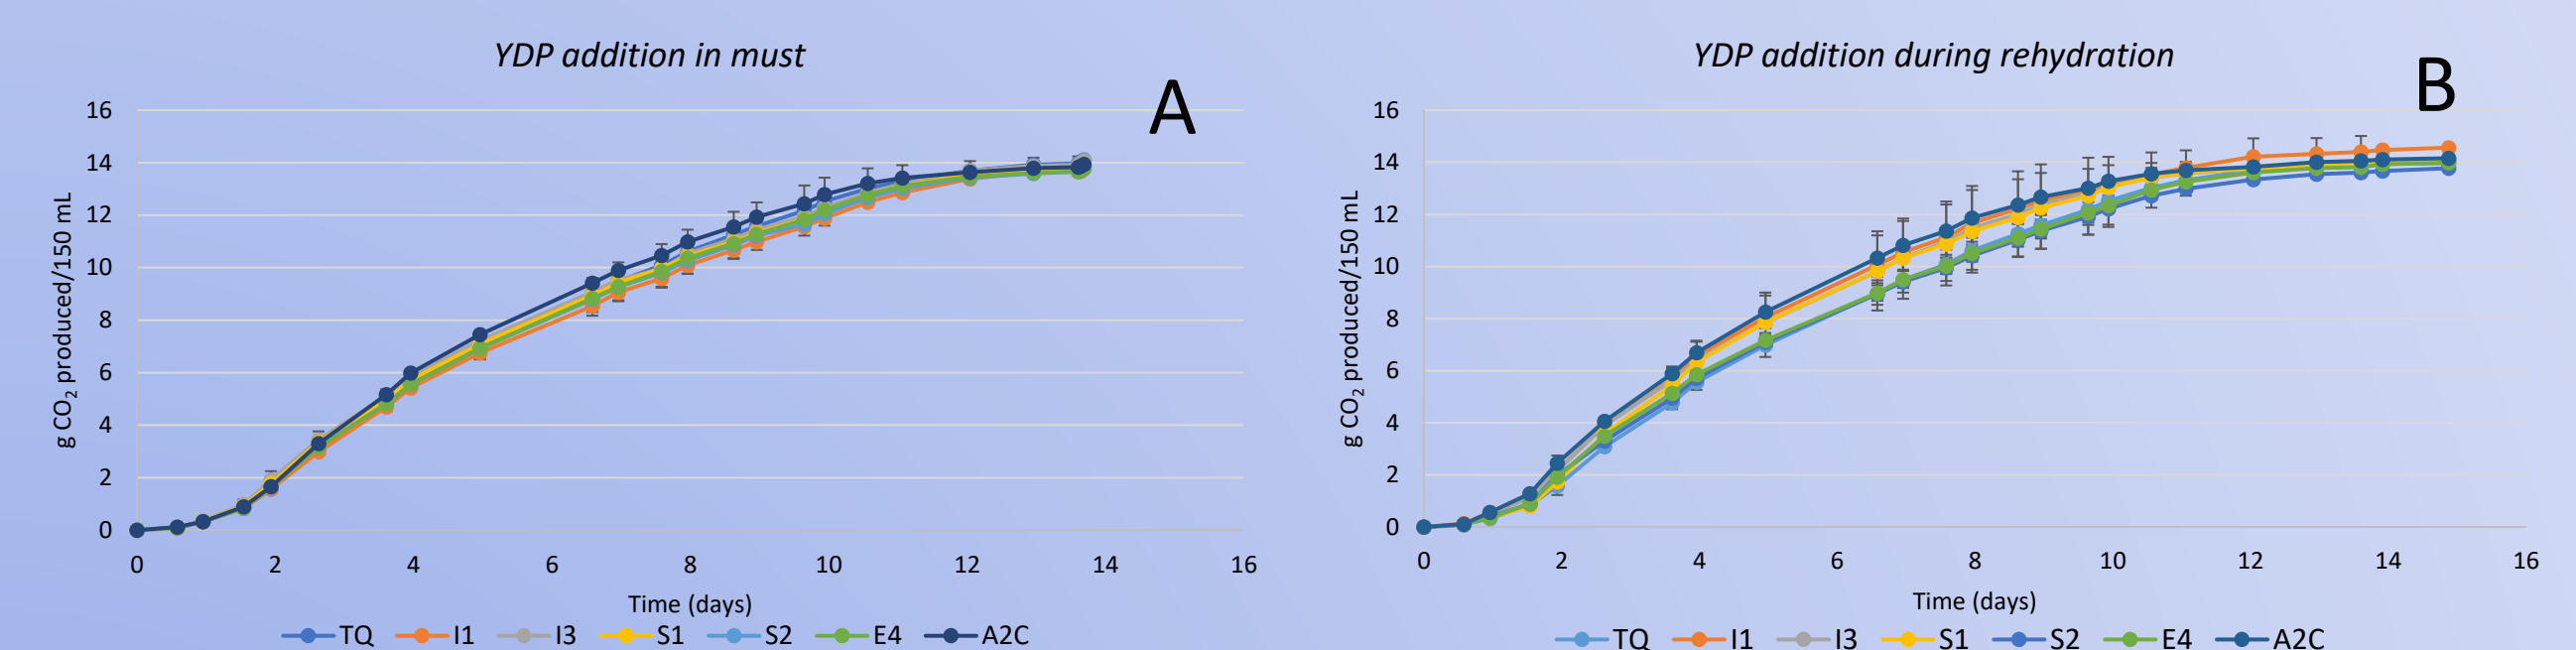 YDP addition in must
A
16
14
12
10
8
6
4
2
0
g CO₂ produced/150 mL
0 2 4 6 8 10 12 14 16
Time (days)
TQ I1 I3 S1 S2 E4 A2C
YDP addition during rehydration
B
16
14
12
10
8
6
4
2
0
g CO₂ produced/150 mL
0 2 4 6 8 10 12 14 16
Time (days)
TQ I1 I3 S1 S2 E4 A2C